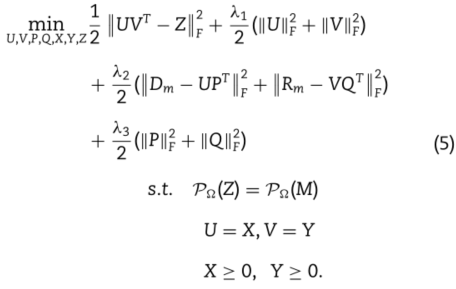 min_{U,V,P,Q,X,Y,Z} 1/2 ‖UV^T − Z‖_F^2 + λ_1/2 (‖U‖_F^2 + ‖V‖_F^2)
+ λ_2/2 (‖D_m − UP^T‖_F^2 + ‖R_m − VQ^T‖_F^2)
+ λ_3/2 (‖P‖_F^2 + ‖Q‖_F^2) (5)
s.t. 𝒫_Ω(Z) = 𝒫_Ω(M)
U = X, V = Y
X ≥ 0, Y ≥ 0.